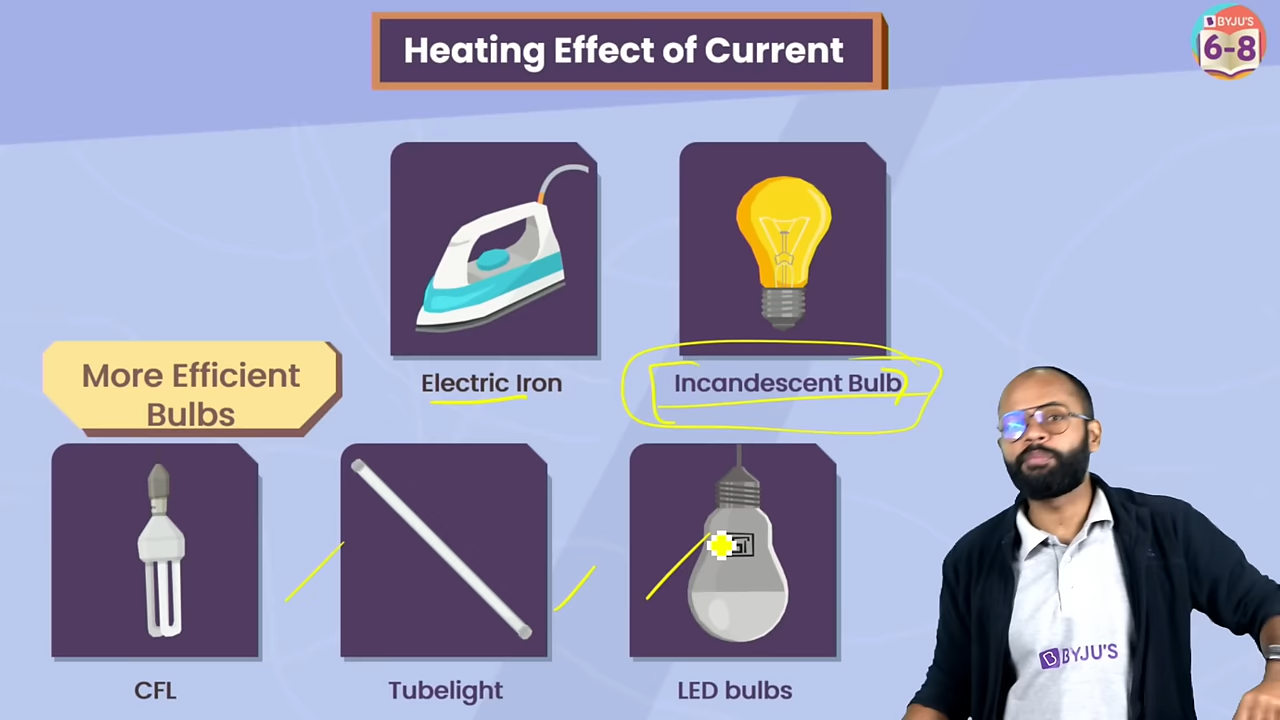 Heating Effect of Current
BYJU'S
6-8
Electric Iron
Incandescent Bulb
More Efficient
Bulbs
CFL
Tubelight
LED bulbs
BYJU'S